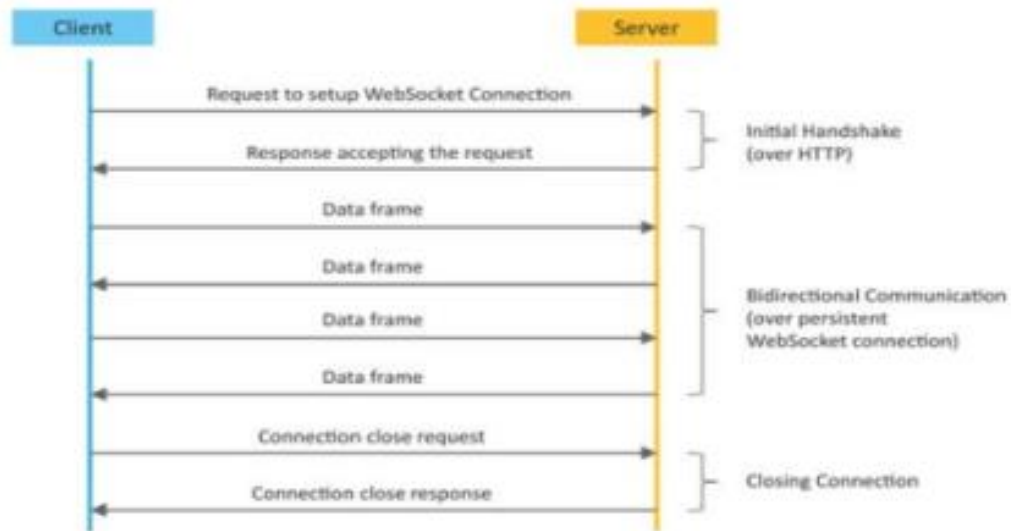 Client
Server
Request to setup WebSocket Connection
Response accepting the request
Initial Handshake
(over HTTP)
Data frame
Data frame
Data frame
Data frame
Bidirectional Communication
(over persistent
WebSocket connection)
Connection close request
Connection close response
Closing Connection